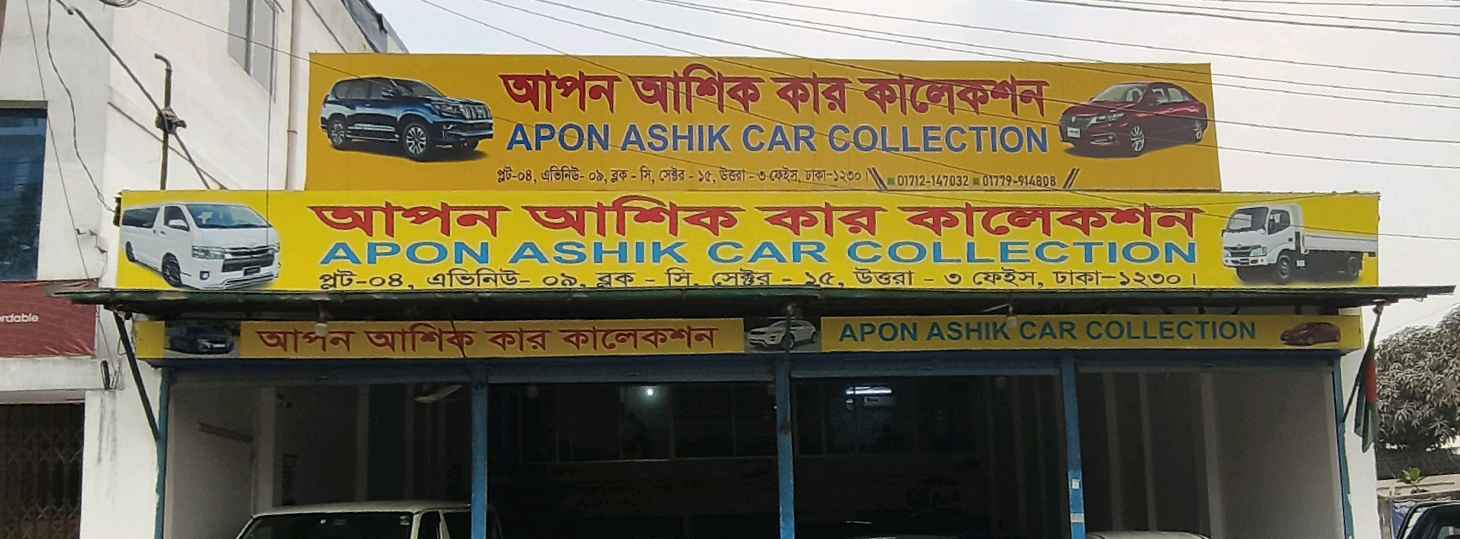 আপন আশিক কার কালেকশন
APON ASHIK CAR COLLECTION
প্লট-০৪, এভিনিউ- ০৯, ব্লক - সি, সেক্টর - ১৫, উত্তরা - ৩ ফেইস, ঢাকা-১২৩০। 01712-147032 01779-914808
আপন আশিক কার কালেকশন
APON ASHIK CAR COLLECTION
প্লট-০৪, এভিনিউ- ০৯, ব্লক - সি, সেক্টর - ১৫, উত্তরা - ৩ ফেইস, ঢাকা-১২৩০।
আপন আশিক কার কালেকশন APON ASHIK CAR COLLECTION